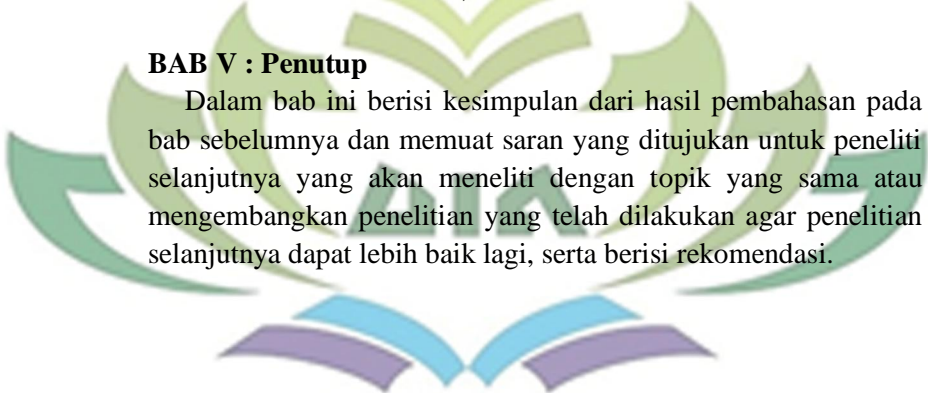 BAB V : Penutup
Dalam bab ini berisi kesimpulan dari hasil pembahasan pada
bab sebelumnya dan memuat saran yang ditujukan untuk peneliti
selanjutnya yang akan meneliti dengan topik yang sama atau
mengembangkan penelitian yang telah dilakukan agar penelitian
selanjutnya dapat lebih baik lagi, serta berisi rekomendasi.